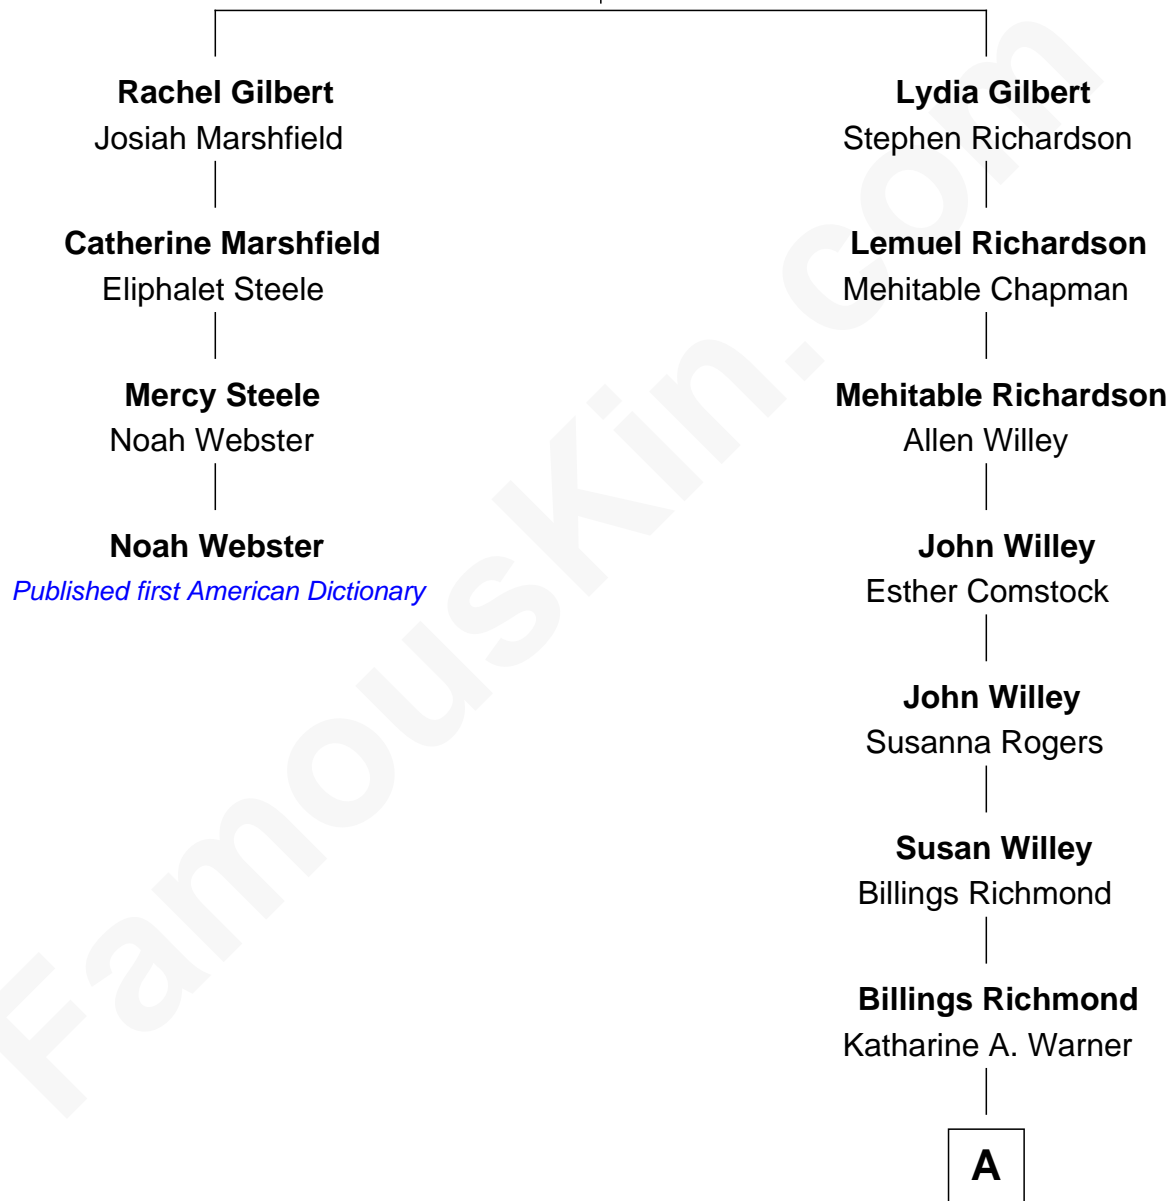 Rachel Gilbert
Josiah Marshfield
Catherine Marshfield
Eliphalet Steele
Mercy Steele
Noah Webster
Noah Webster
Published first American Dictionary
Lydia Gilbert
Stephen Richardson
Lemuel Richardson
Mehitable Chapman
Mehitable Richardson
Allen Willey
John Willey
Esther Comstock
John Willey
Susanna Rogers
Susan Willey
Billings Richmond
Billings Richmond
Katharine A. Warner
A
FamousKin.com